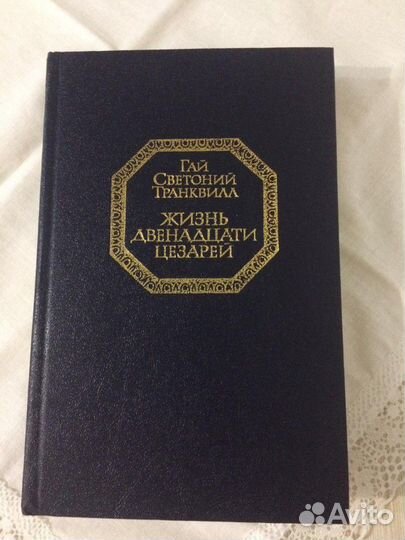 Гай
Светоний
Транквилл
Жизнь
двенадцати
цезарей
Avito